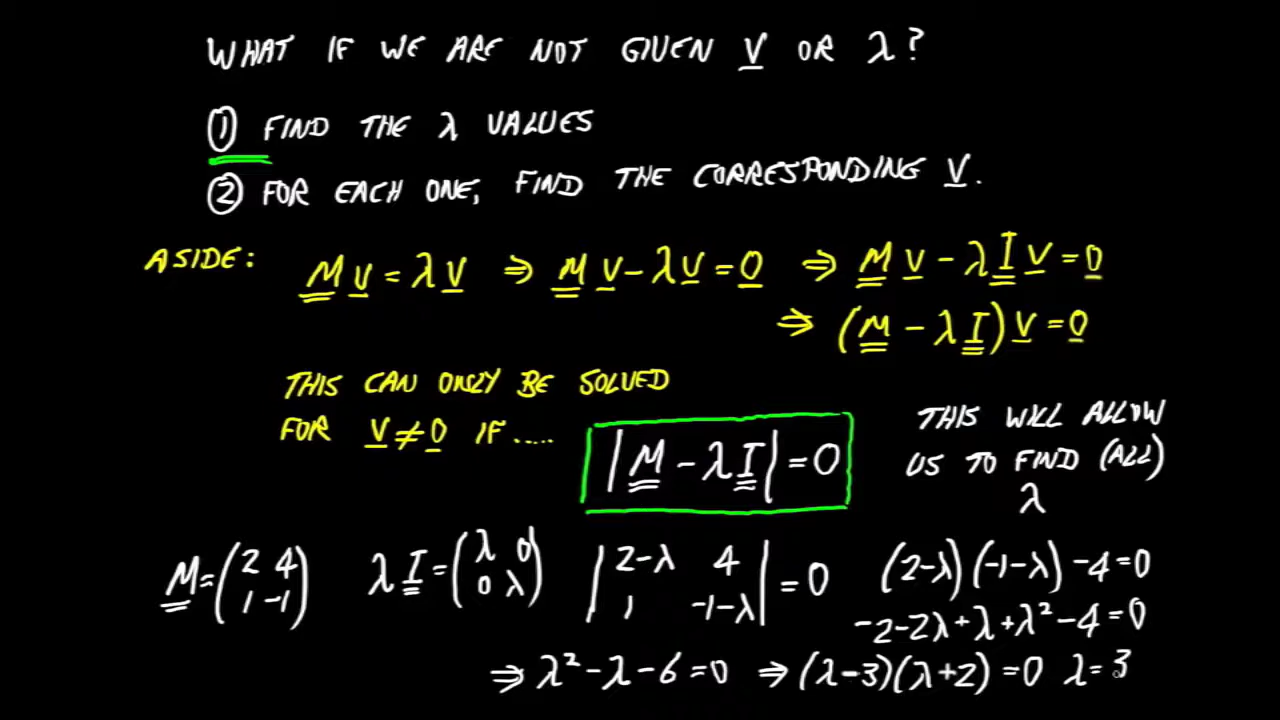 WHAT IF WE ARE NOT GIVEN V OR λ?
① FIND THE λ VALUES
② FOR EACH ONE, FIND THE CORRESPONDING V.
ASIDE: M V = λ V ⇒ M V - λ V = 0 ⇒ M V - λ I V = 0
⇒ (M - λ I) V = 0
THIS CAN ONLY BE SOLVED
FOR V ≠ 0 IF .....
|M - λ I| = 0
THIS WILL ALLOW
US TO FIND (ALL)
λ
M = (2 4
1 -1)
λ I = (λ 0
0 λ)
|2-λ 4
1 -1-λ| = 0
(2-λ)(-1-λ) -4=0
-2-2λ+λ+λ²-4=0
⇒ λ²-λ-6=0 ⇒ (λ-3)(λ+2)=0 λ=3